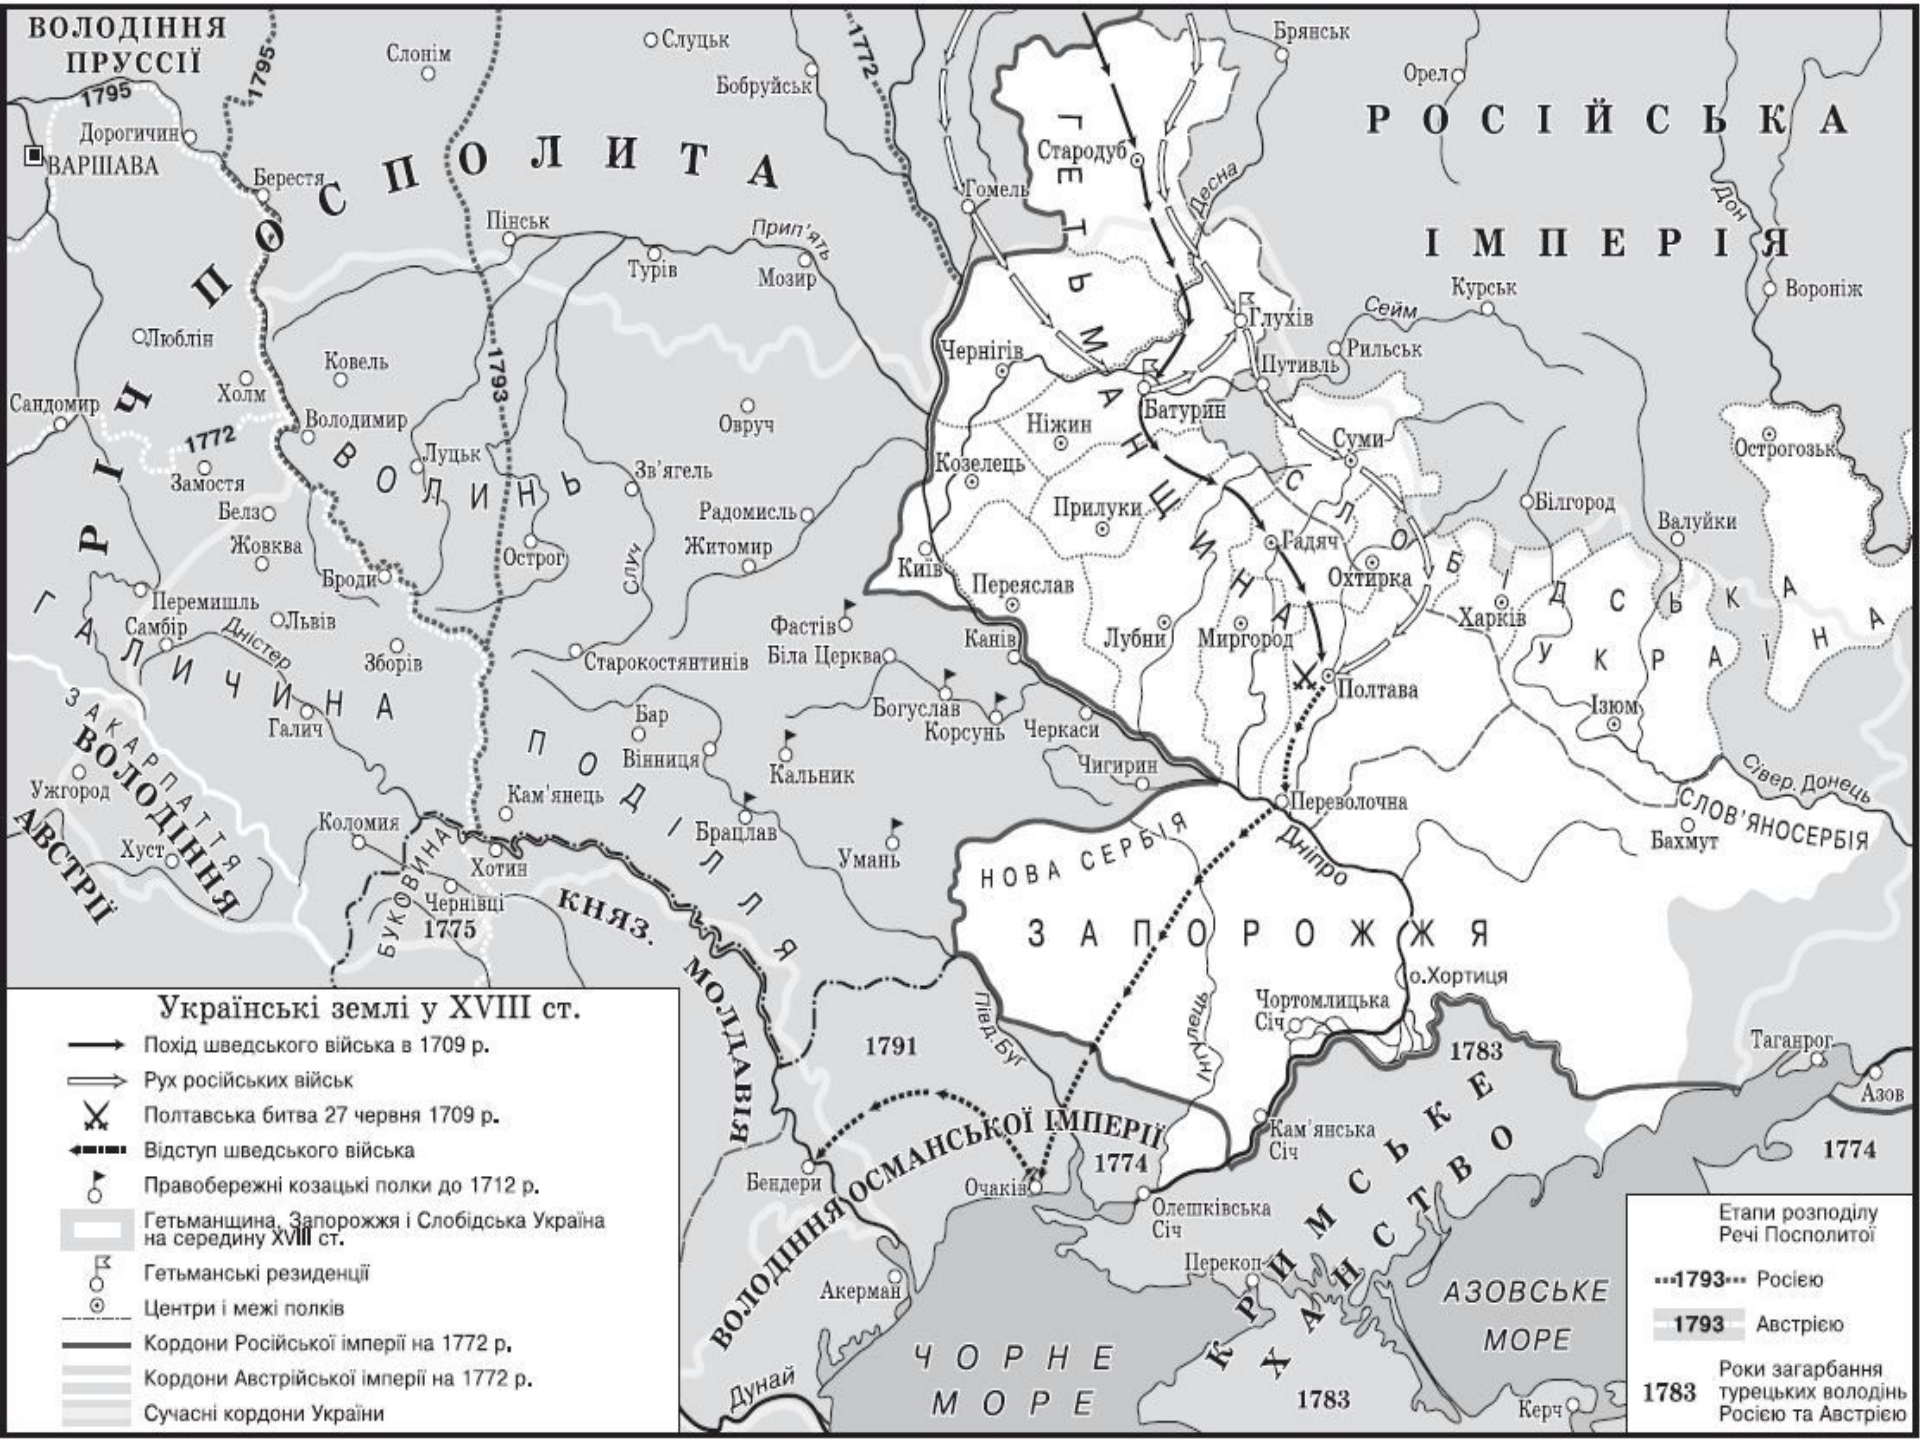 ВОЛОДІННЯ
ПРУССІЇ
1795
1795
Слонім
Слуцьк
Бобруйськ
1772
Брянськ
Орел
РОСІЙСЬКА
ІМПЕРІЯ
Дорогичин
ВАРШАВА
Берестя
РІЧ ПОСПОЛИТА
Пінськ
Турів
Прип'ять
Мозир
Гомель
Стародуб
Десна
ГЕТЬМАНЩИНА
Дон
Вороніж
Курськ
Сейм
Рильськ
Глухів
Путивль
Чернігів
Батурин
Люблін
Холм
Ковель
1793
Сандомир
1772
Володимир
ВОЛИНЬ
Луцьк
Овруч
Ніжин
Суми
Острогозьк
Замостя
Козелець
Зв'ягель
Белз
Радомисль
Прилуки
Гадяч
Білгород
Валуйки
Жовква
Острог
Случ
Житомир
Київ
Броди
Переяслав
Охтирка
СЛОБІДСЬКА
УКРАЇНА
Харків
Перемишль
Самбір
Дністер
Львів
ГАЛИЧИНА
Зборів
Старокостянтинів
Фастів
Біла Церква
Канів
Лубни
Миргород
Полтава
Ізюм
ЗАКАРПАТТЯ
ВОЛОДІННЯ
АВСТРІЇ
Ужгород
Хуст
Галич
ПОДІЛЛЯ
Бар
Вінниця
Богуслав
Корсунь
Черкаси
Кальник
Чигирин
Сівер. Донець
Кам'янець
Коломия
Брацлав
Умань
Переволочна
Дніпро
СЛОВ'ЯНОСЕРБІЯ
Бахмут
Хотин
БУКОВИНА
Чернівці
1775
КНЯЗ.
МОЛДАВІЯ
НОВА СЕРБІЯ
ЗАПОРОЖЖЯ
о.Хортиця
Чортомлицька
Січ
Півд.Буг
Інгулець
1791
1783
Таганрог
Азов
1774
Кам'янська
Січ
ВОЛОДІННЯ ОСМАНСЬКОЇ ІМПЕРІЇ
1774
Бендери
Очаків
Олешківська
Січ
КРИМСЬКЕ
ХАНСТВО
Перекоп
Акерман
Дунай
ЧОРНЕ
МОРЕ
1783
АЗОВСЬКЕ
МОРЕ
Керч
Українські землі у XVIII ст.
Похід шведського війська в 1709 р.
Рух російських військ
Полтавська битва 27 червня 1709 р.
Відступ шведського війська
Правобережні козацькі полки до 1712 р.
Гетьманщина, Запорожжя і Слобідська Україна
на середину XVIII ст.
Гетьманські резиденції
Центри і межі полків
Кордони Російської імперії на 1772 р.
Кордони Австрійської імперії на 1772 р.
Сучасні кордони України
Етапи розподілу
Речі Посполитої
1793 Росією
1793 Австрією
1783
Роки загарбання
турецьких володінь
Росією та Австрією